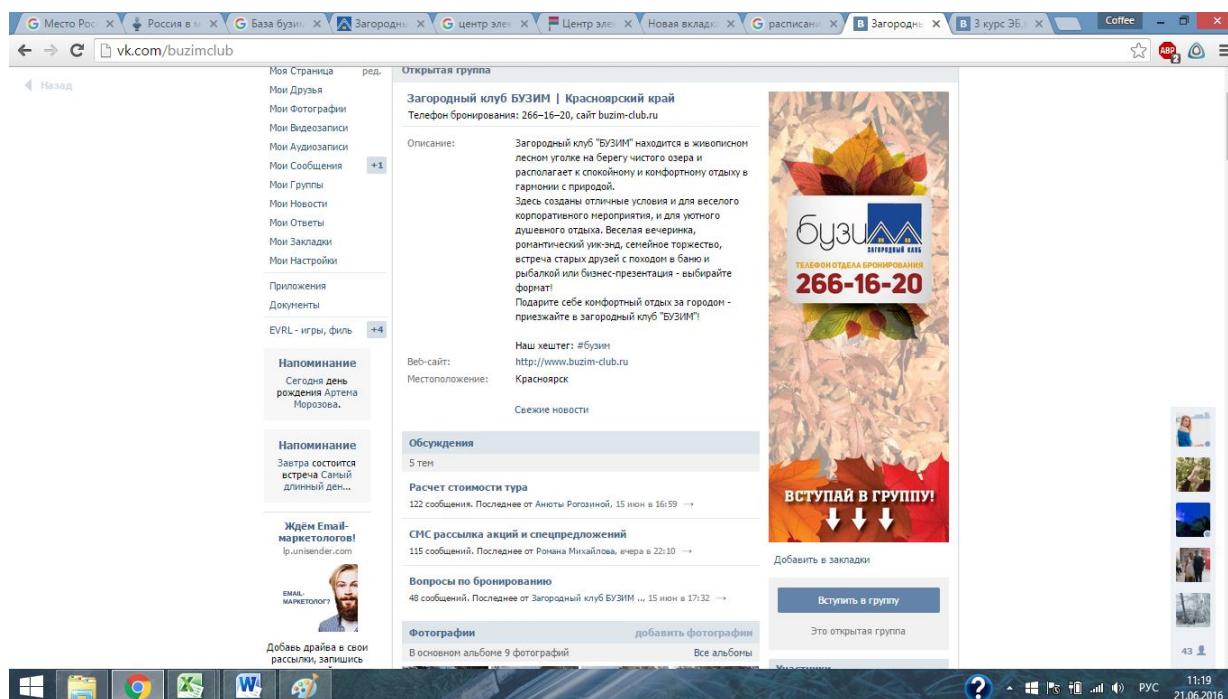 Место Рос
Россия в м
База бузим
Загородн
центр элек
Центр элек
Новая вкладка
расписани
Загороднь
3 курс ЭБ,
Coffee
vk.com/buzimclub
Назад
Моя Страница ред.
Мои Друзья
Мои Фотографии
Мои Видеозаписи
Мои Аудиозаписи
Мои Сообщения +1
Мои Группы
Мои Новости
Мои Ответы
Мои Закладки
Мои Настройки
Приложения
Документы
EVRL - игры, филь +4
Напоминание
Сегодня день
рождения Артема
Морозова.
Напоминание
Завтра состоится
встреча Самый
длинный ден...
Ждём Email-
маркетологов!
lp.unisender.com
EMAIL-
МАРКЕТОЛОГ?
Добавь драйва в свои
рассылки, запишись
Открытая группа
Загородный клуб БУЗИМ | Красноярский край
Телефон бронирования: 266–16–20, сайт buzim-club.ru
Описание:
Загородный клуб "БУЗИМ" находится в живописном
лесном уголке на берегу чистого озера и
располагает к спокойному и комфортному отдыху в
гармонии с природой.
Здесь созданы отличные условия и для веселого
корпоративного мероприятия, и для уютного
душевного отдыха. Веселая вечеринка,
романтический уик-энд, семейное торжество,
встреча старых друзей с походом в баню и
рыбалкой или бизнес-презентация - выбирайте
формат!
Подарите себе комфортный отдых за городом -
приезжайте в загородный клуб "БУЗИМ"!
Наш хештег: #бузим
Веб-сайт: http://www.buzim-club.ru
Местоположение: Красноярск
Свежие новости
Обсуждения
5 тем
Расчет стоимости тура
122 сообщения. Последнее от Анюты Рогозиной, 15 июн в 16:59 →
СМС рассылка акций и спецпредложений
115 сообщений. Последнее от Романа Михайлова, вчера в 22:10 →
Вопросы по бронированию
48 сообщений. Последнее от Загородный клуб БУЗИМ .., 15 июн в 17:32 →
Фотографии добавить фотографии
В основном альбоме 9 фотографий Все альбомы
бузим
ЗАГОРОДНЫЙ КЛУБ
ТЕЛЕФОН ОТДЕЛА БРОНИРОВАНИЯ
266-16-20
ВСТУПАЙ В ГРУППУ!
Добавить в закладки
Вступить в группу
Это открытая группа
Участники
43
РУС
11:19
21.06.2016